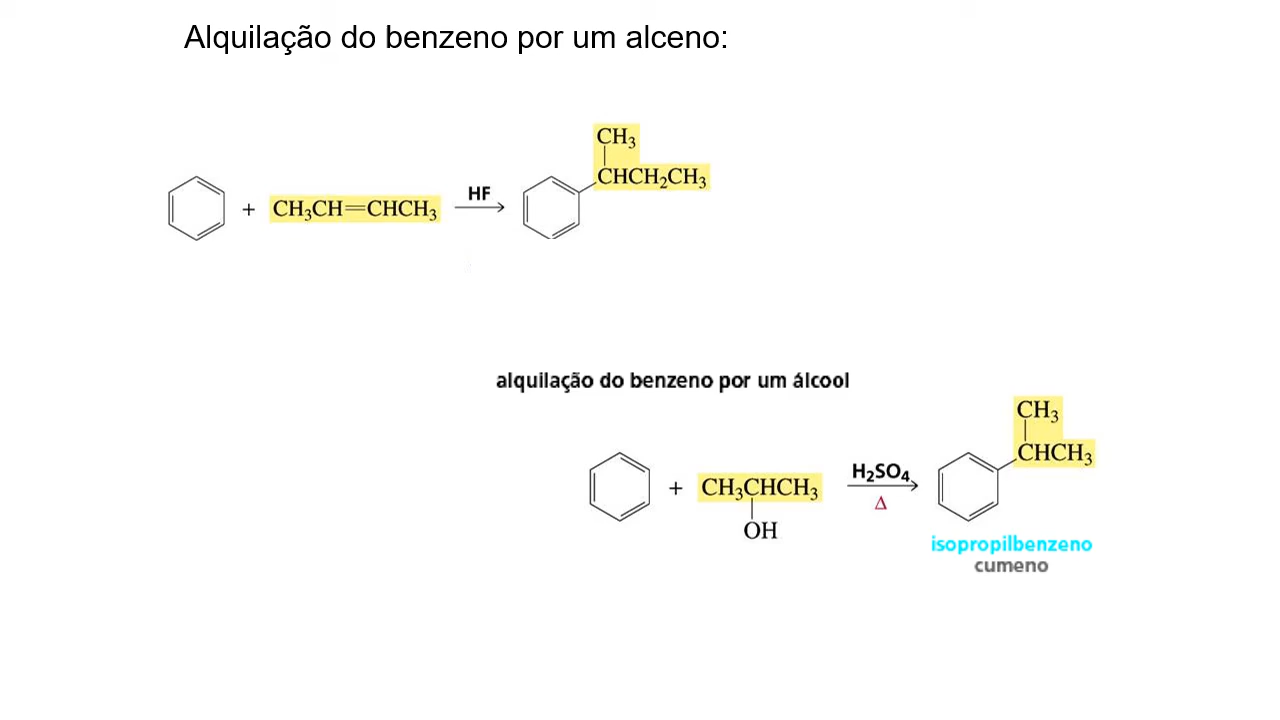 Alquilação do benzeno por um alceno:
CH₃
CHCH₂CH₃
+ CH₃CH=CHCH₃ HF
alquilação do benzeno por um álcool
CH₃
CHCH₃
+ CH₃CHCH₃ H₂SO₄
Δ
OH
isopropilbenzeno
cumeno